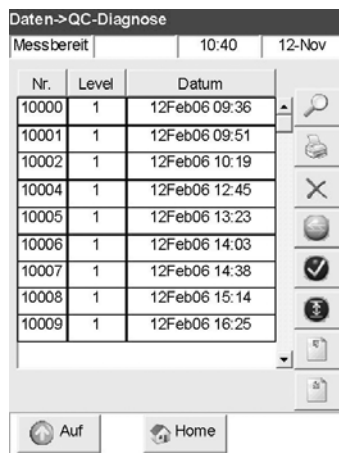 Daten->QC-Diagnose
Messbereit 10:40 12-Nov
Nr. Level Datum
10000 1 12Feb06 09:36
10001 1 12Feb06 09:51
10002 1 12Feb06 10:19
10004 1 12Feb06 12:45
10005 1 12Feb06 13:23
10006 1 12Feb06 14:03
10007 1 12Feb06 14:38
10008 1 12Feb06 15:14
10009 1 12Feb06 16:25
Auf Home